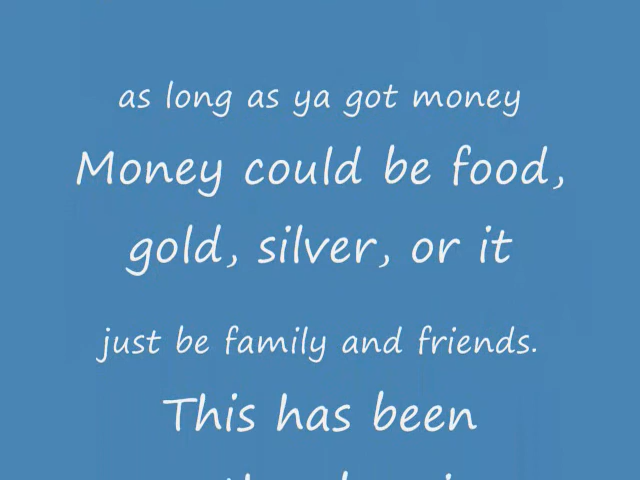 as long as ya got money
Money could be food,
gold, silver, or it
just be family and friends.
This has been